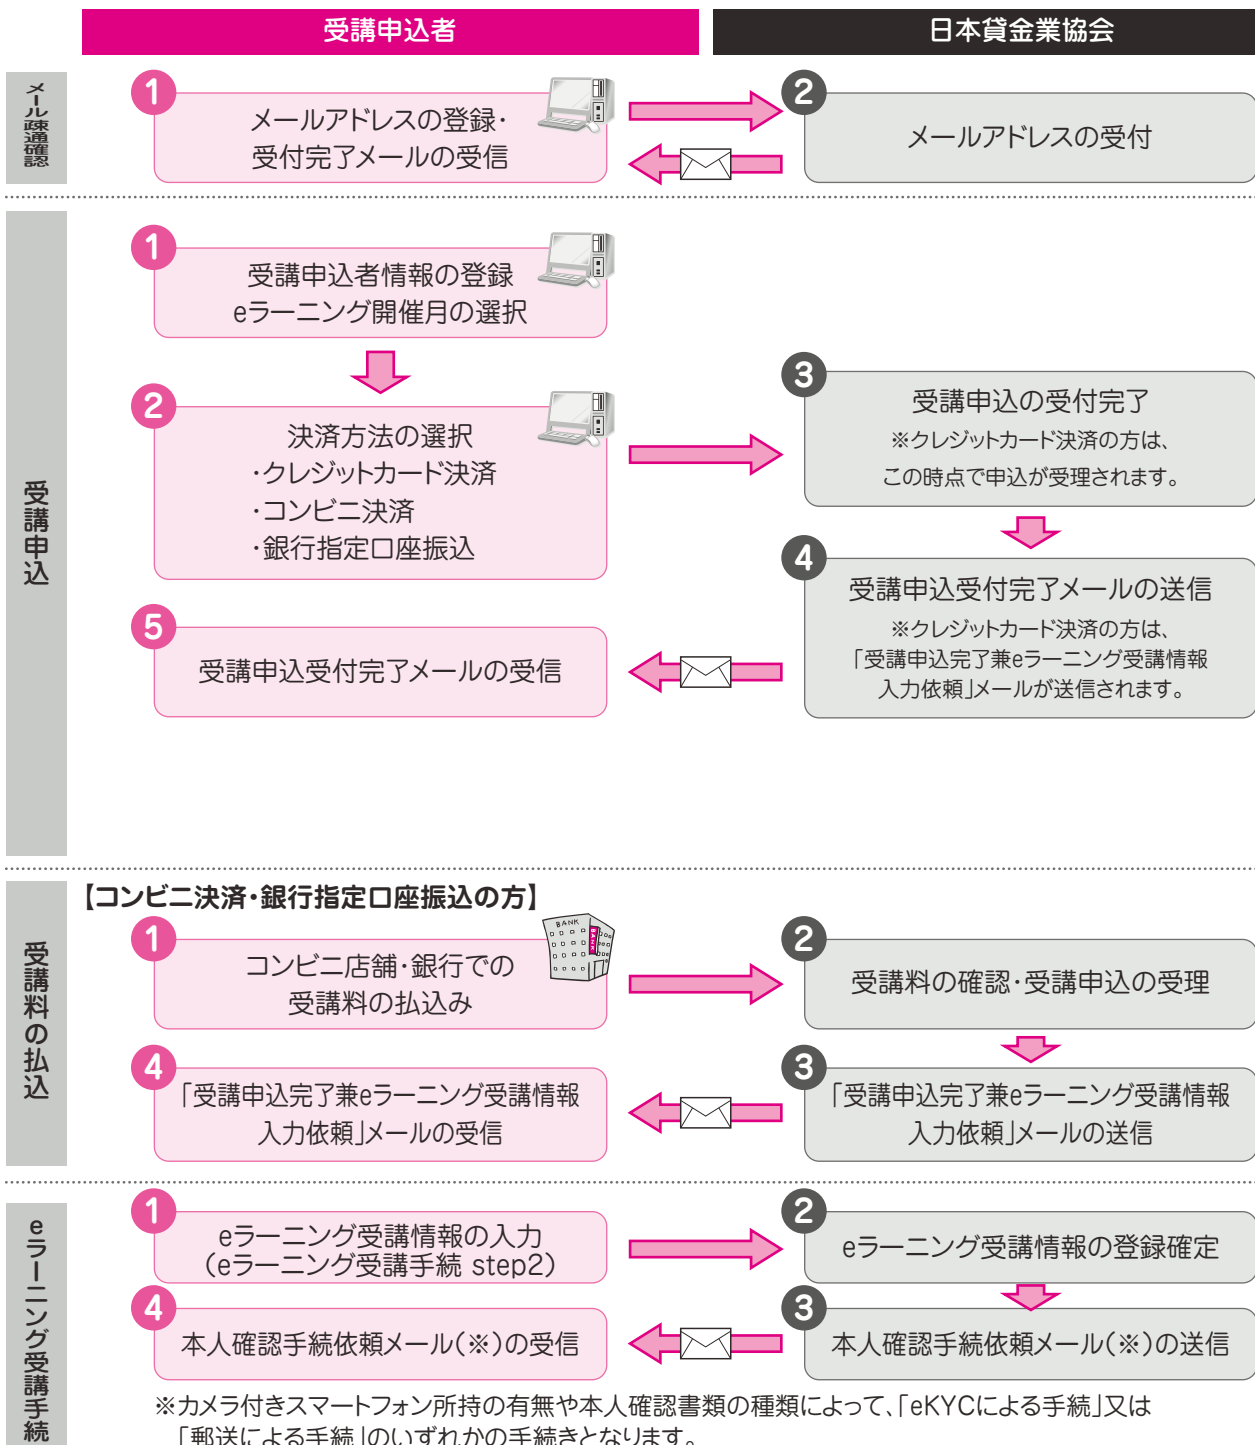 受講申込者
日本貸金業協会
メール疎通確認
1
メールアドレスの登録・
受付完了メールの受信
2
メールアドレスの受付
受講申込
1
受講申込者情報の登録
eラーニング開催月の選択
2
決済方法の選択
・クレジットカード決済
・コンビニ決済
・銀行指定口座振込
3
受講申込の受付完了
※クレジットカード決済の方は、
この時点で申込が受理されます。
4
受講申込受付完了メールの送信
※クレジットカード決済の方は、
「受講申込完了兼eラーニング受講情報
入力依頼」メールが送信されます。
5
受講申込受付完了メールの受信
受講料の払込
【コンビニ決済・銀行指定口座振込の方】
1
コンビニ店舗・銀行での
受講料の払込み
BANK
BANK
2
受講料の確認・受講申込の受理
3
「受講申込完了兼eラーニング受講情報
入力依頼」メールの送信
4
「受講申込完了兼eラーニング受講情報
入力依頼」メールの受信
eラーニング受講手続
1
eラーニング受講情報の入力
（eラーニング受講手続 step2）
2
eラーニング受講情報の登録確定
3
本人確認手続依頼メール（※）の送信
4
本人確認手続依頼メール（※）の受信
※カメラ付きスマートフォン所持の有無や本人確認書類の種類によって、「eKYCによる手続」又は
「郵送による手続」のいずれかの手続きとなります。